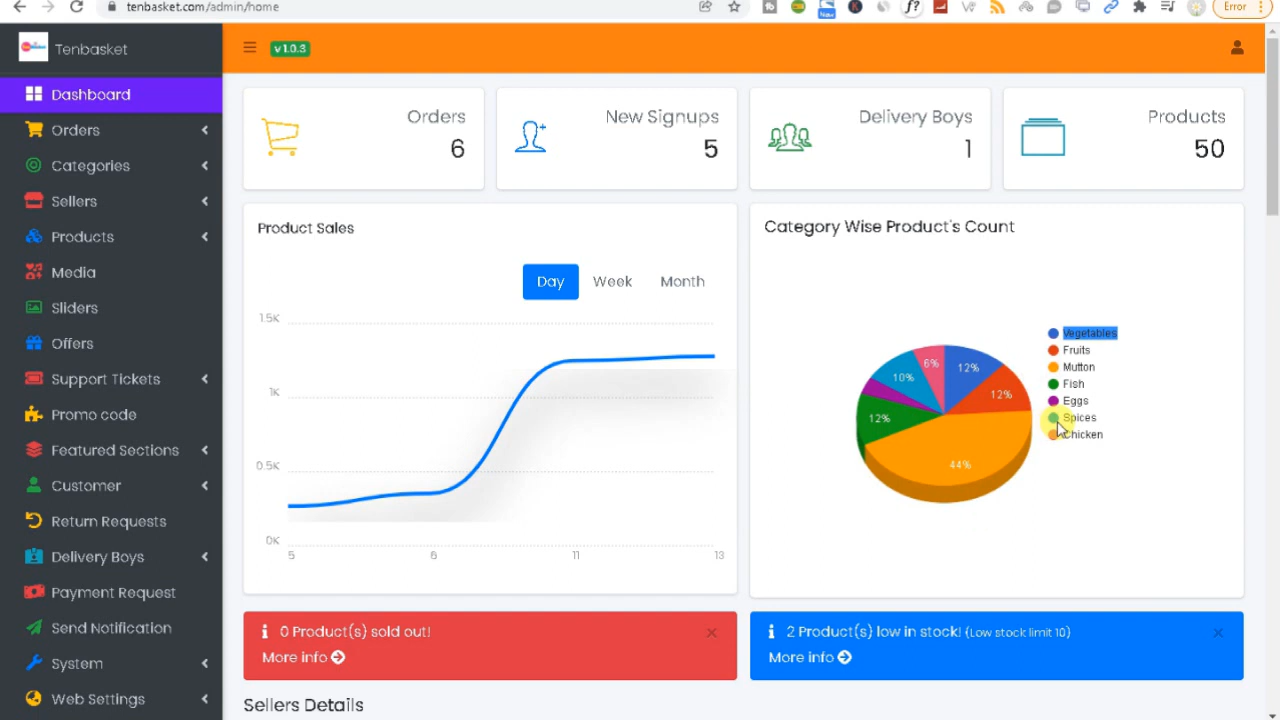 tenbasket.com/admin/home
Error
Tenbasket
v1.0.3
Dashboard
Orders
Categories
Sellers
Products
Media
Sliders
Offers
Support Tickets
Promo code
Featured Sections
Customer
Return Requests
Delivery Boys
Payment Request
Send Notification
System
Web Settings
Orders
6
New Signups
5
Delivery Boys
1
Products
50
Product Sales
Day Week Month
1.5K
1K
0.5K
0K
5 6 11 13
Category Wise Product's Count
6% 12%
10%
12%
12%
44%
Vegetables
Fruits
Mutton
Fish
Eggs
Spices
Chicken
0 Product(s) sold out!
More info
2 Product(s) low in stock! (Low stock limit 10)
More info
Sellers Details